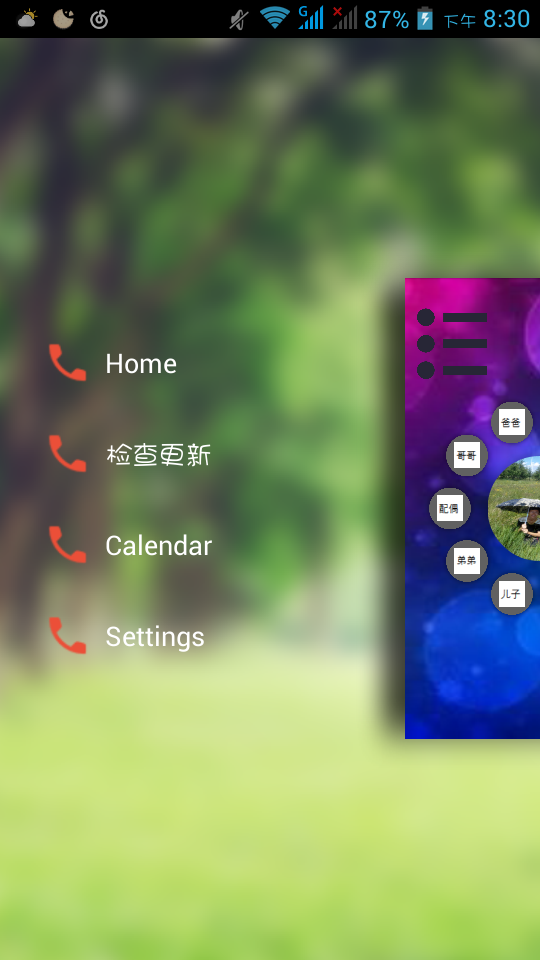 G 87% 下午 8:30
Home
检查更新
Calendar
Settings
爸爸
哥哥
配偶
弟弟
儿子